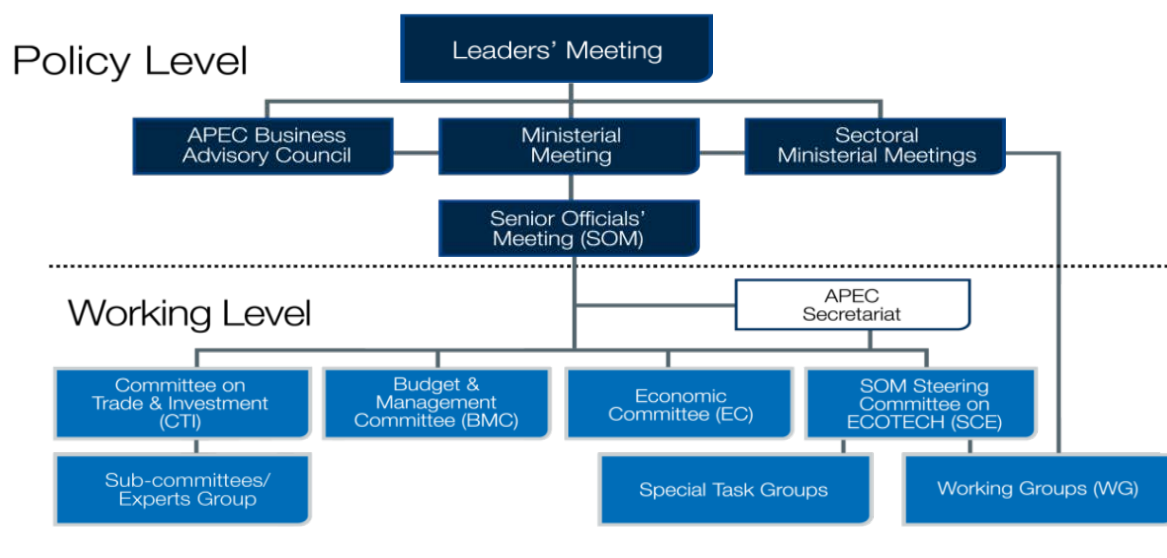 Policy Level
Leaders’ Meeting
APEC Business
Advisory Council
Ministerial
Meeting
Sectoral
Ministerial Meetings
Senior Officials’
Meeting (SOM)
Working Level
APEC
Secretariat
Committee on
Trade & Investment
(CTI)
Budget &
Management
Committee (BMC)
Economic
Committee (EC)
SOM Steering
Committee on
ECOTECH (SCE)
Sub-committees/
Experts Group
Special Task Groups
Working Groups (WG)